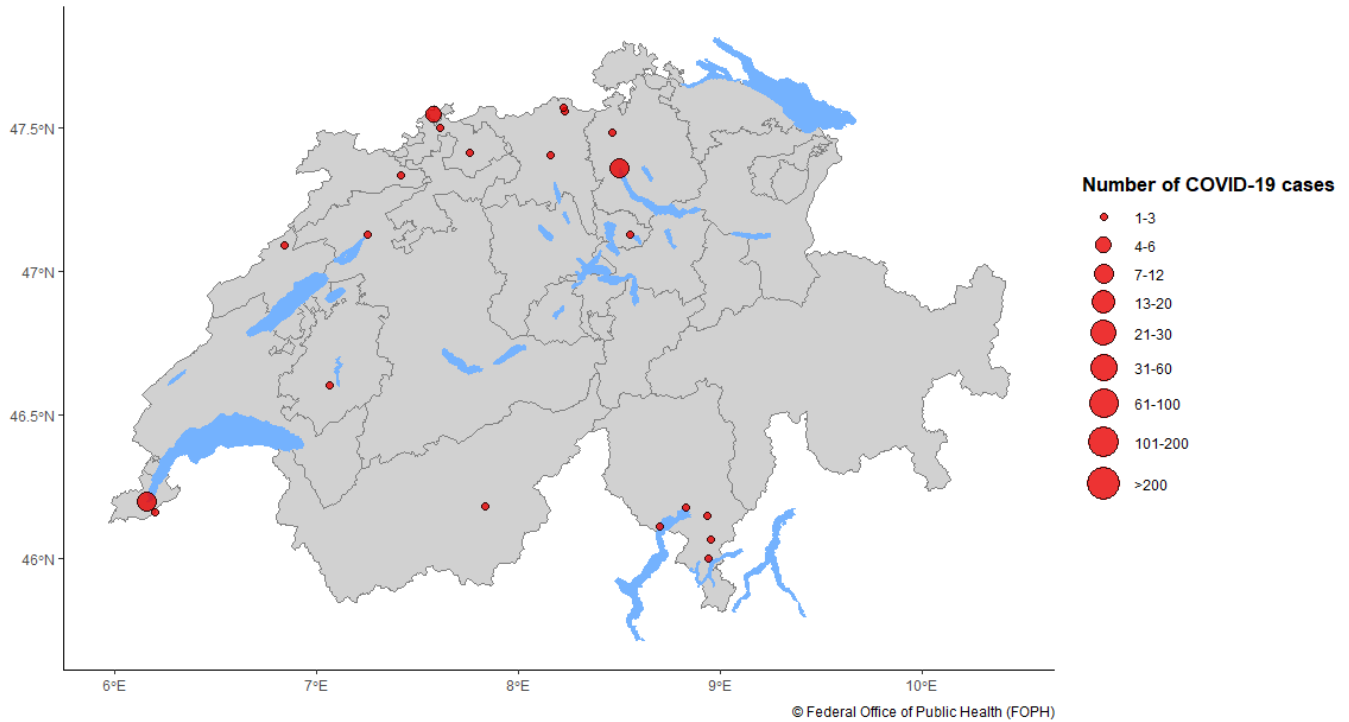 47.5°N
47°N
46.5°N
46°N
6°E
7°E
8°E
9°E
10°E
Number of COVID-19 cases
1-3
4-6
7-12
13-20
21-30
31-60
61-100
101-200
>200
© Federal Office of Public Health (FOPH)